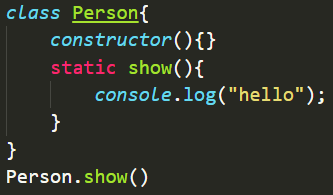 class Person{
    constructor(){}
    static show(){
        console.log("hello");
    }
}
Person.show()